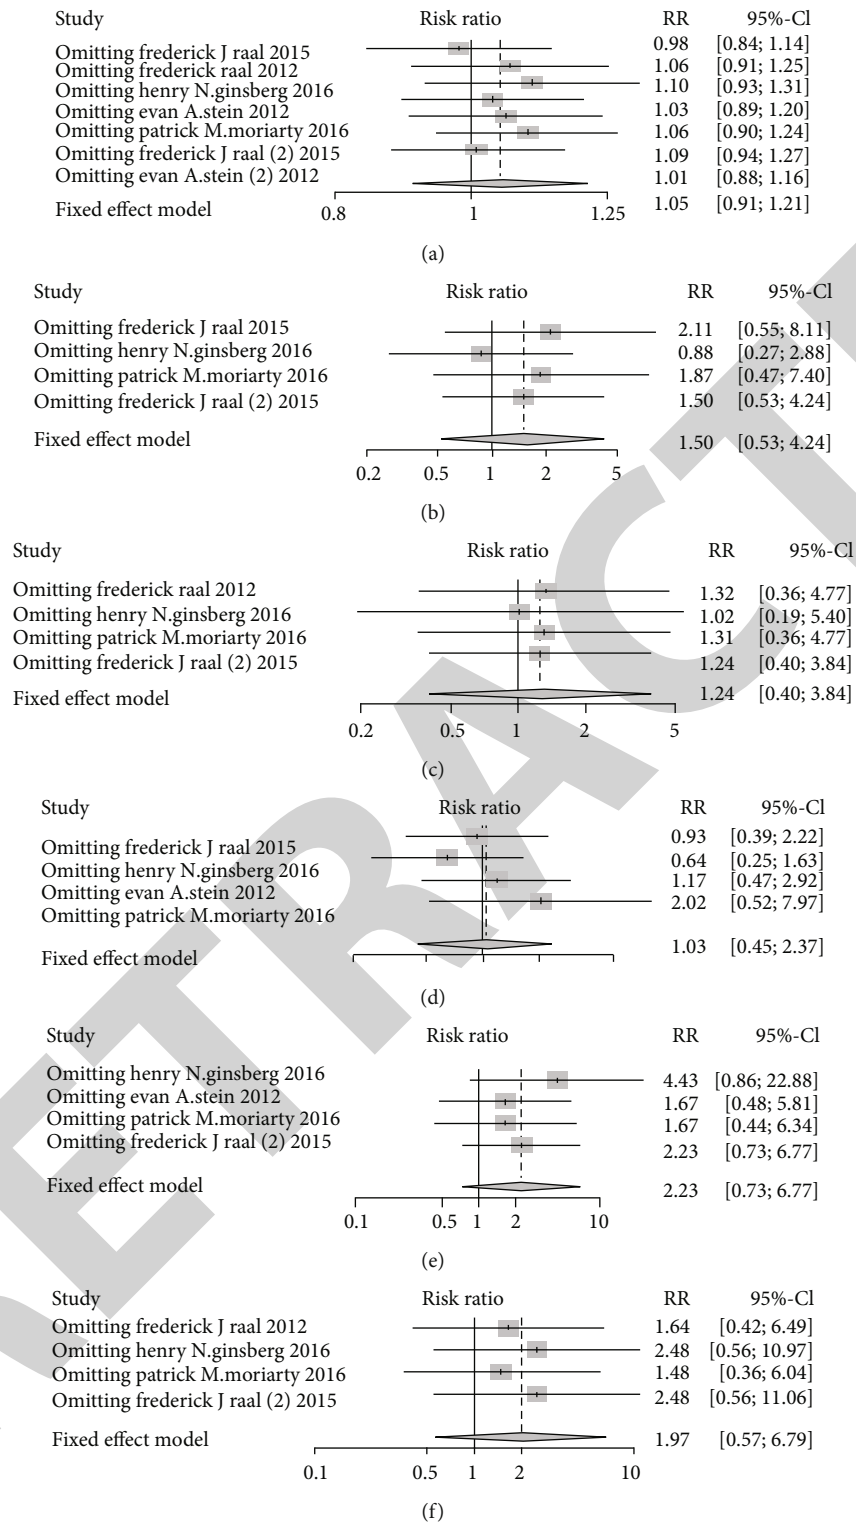 Study Risk ratio RR 95%-CI
Omitting frederick J raal 2015 0.98 [0.84; 1.14]
Omitting frederick raal 2012 1.06 [0.91; 1.25]
Omitting henry N.ginsberg 2016 1.10 [0.93; 1.31]
Omitting evan A.stein 2012 1.03 [0.89; 1.20]
Omitting patrick M.moriarty 2016 1.06 [0.90; 1.24]
Omitting frederick J raal (2) 2015 1.09 [0.94; 1.27]
Omitting evan A.stein (2) 2012 1.01 [0.88; 1.16]
Fixed effect model 1.05 [0.91; 1.21]
0.8 1 1.25
(a)
Study Risk ratio RR 95%-CI
Omitting frederick J raal 2015 2.11 [0.55; 8.11]
Omitting henry N.ginsberg 2016 0.88 [0.27; 2.88]
Omitting patrick M.moriarty 2016 1.87 [0.47; 7.40]
Omitting frederick J raal (2) 2015 1.50 [0.53; 4.24]
Fixed effect model 1.50 [0.53; 4.24]
0.2 0.5 1 2 5
(b)
Study Risk ratio RR 95%-CI
Omitting frederick raal 2012 1.32 [0.36; 4.77]
Omitting henry N.ginsberg 2016 1.02 [0.19; 5.40]
Omitting patrick M.moriarty 2016 1.31 [0.36; 4.77]
Omitting frederick J raal (2) 2015 1.24 [0.40; 3.84]
Fixed effect model 1.24 [0.40; 3.84]
0.2 0.5 1 2 5
(c)
Study Risk ratio RR 95%-CI
Omitting frederick J raal 2015 0.93 [0.39; 2.22]
Omitting henry N.ginsberg 2016 0.64 [0.25; 1.63]
Omitting evan A.stein 2012 1.17 [0.47; 2.92]
Omitting patrick M.moriarty 2016 2.02 [0.52; 7.97]
Fixed effect model 1.03 [0.45; 2.37]
(d)
Study Risk ratio RR 95%-CI
Omitting henry N.ginsberg 2016 4.43 [0.86; 22.88]
Omitting evan A.stein 2012 1.67 [0.48; 5.81]
Omitting patrick M.moriarty 2016 1.67 [0.44; 6.34]
Omitting frederick J raal (2) 2015 2.23 [0.73; 6.77]
Fixed effect model 2.23 [0.73; 6.77]
0.1 0.5 1 2 10
(e)
Study Risk ratio RR 95%-CI
Omitting frederick J raal 2012 1.64 [0.42; 6.49]
Omitting henry N.ginsberg 2016 2.48 [0.56; 10.97]
Omitting patrick M.moriarty 2016 1.48 [0.36; 6.04]
Omitting frederick J raal (2) 2015 2.48 [0.56; 11.06]
Fixed effect model 1.97 [0.57; 6.79]
0.1 0.5 1 2 10
(f)
RETRACT